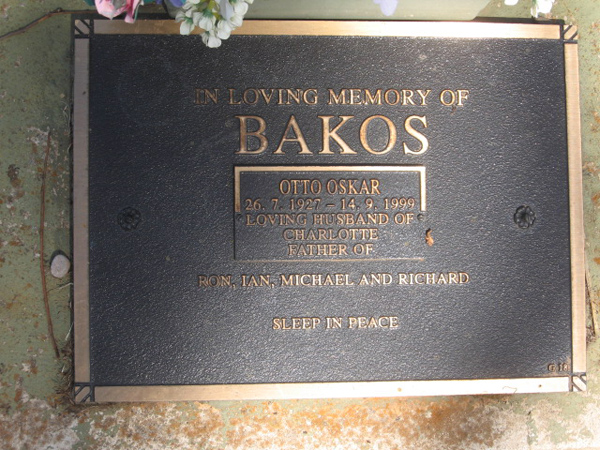 IN LOVING MEMORY OF
BAKOS
OTTO OSKAR
26. 7. 1927 – 14. 9. 1999
LOVING HUSBAND OF
CHARLOTTE
FATHER OF
RON, IAN, MICHAEL AND RICHARD
SLEEP IN PEACE